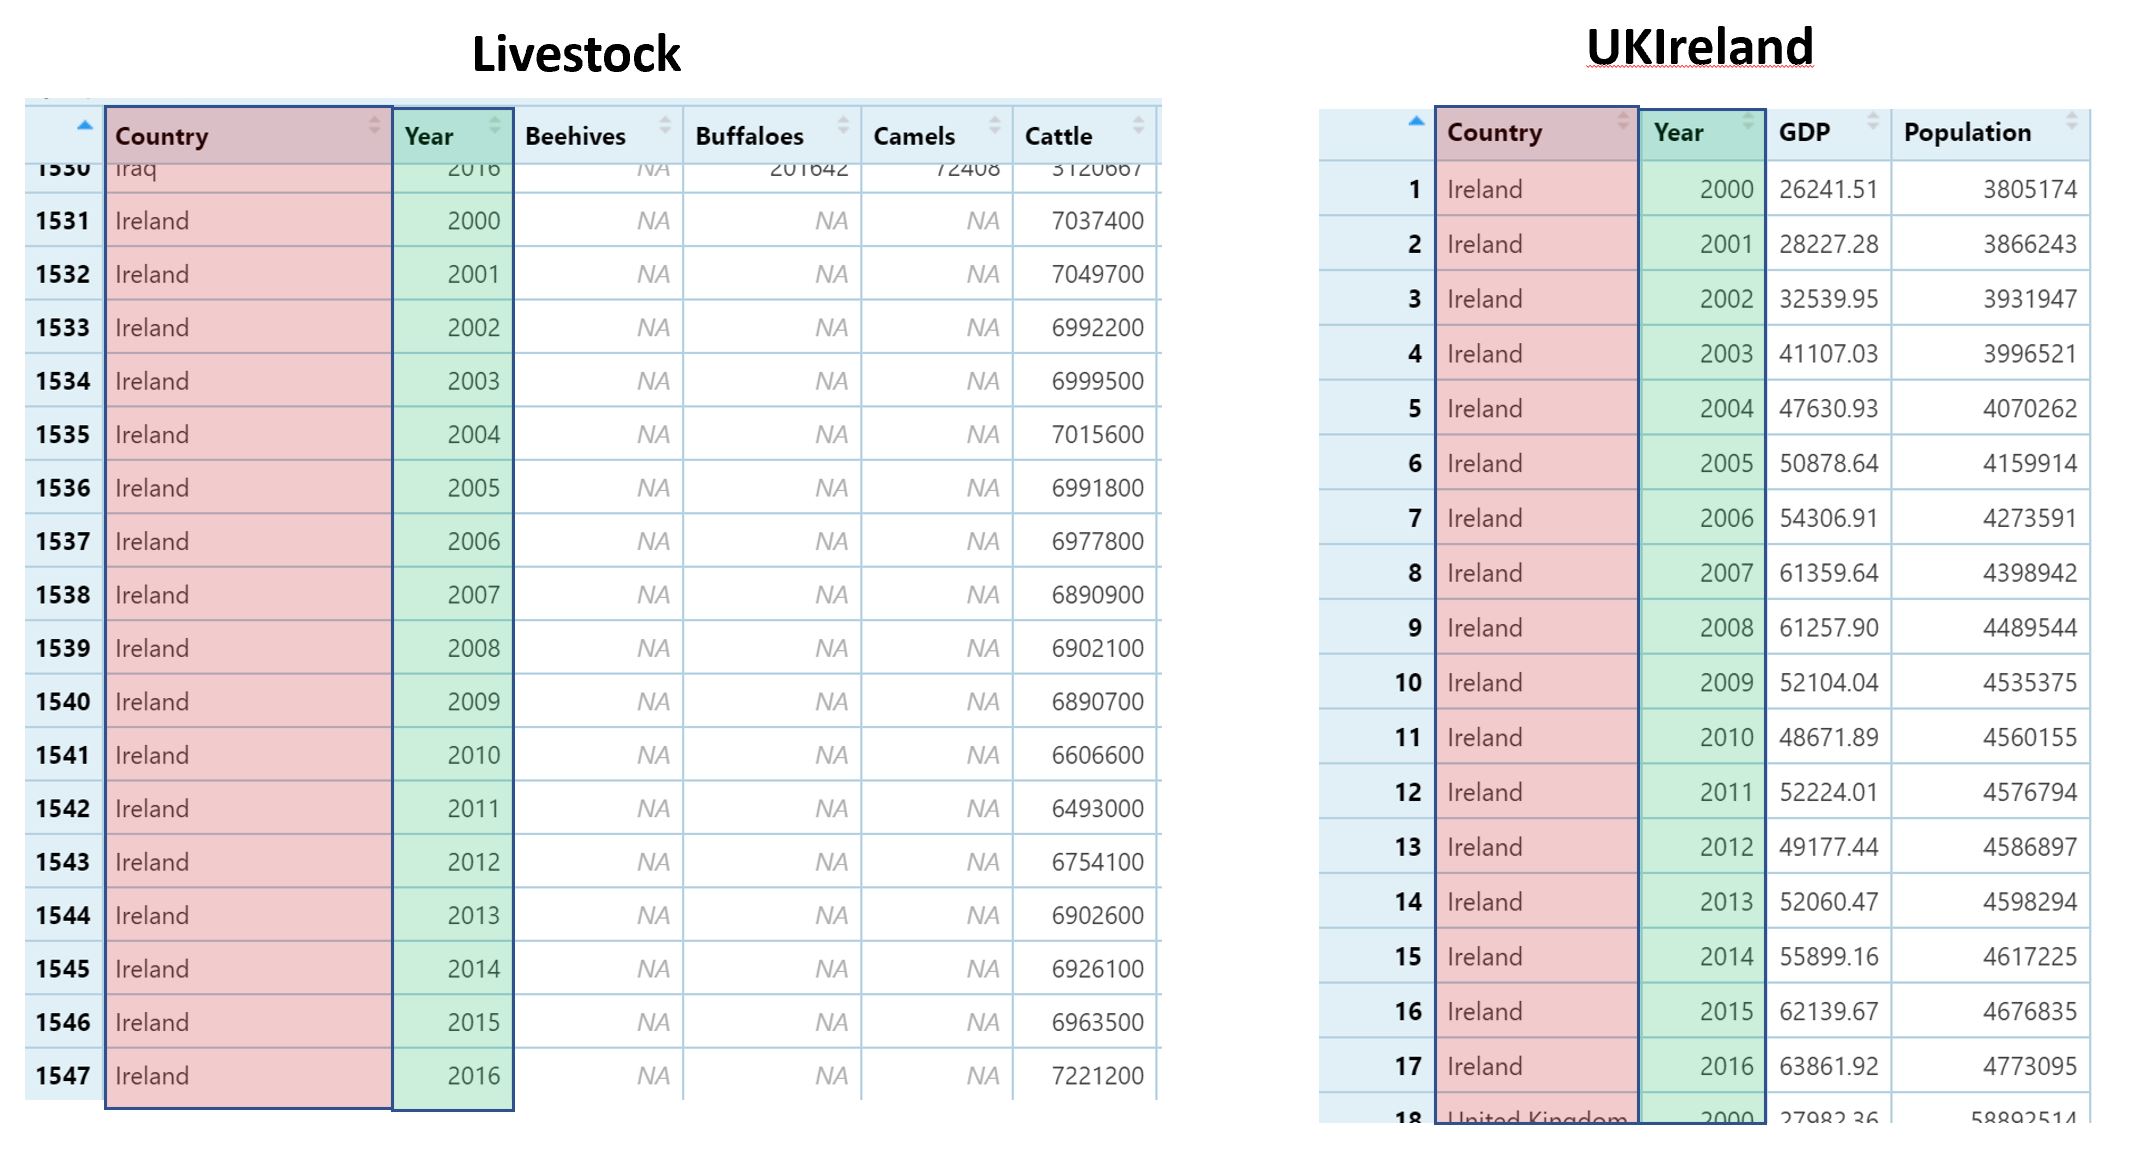 Livestock
Country Year Beehives Buffaloes Camels Cattle
1530 Iraq 2016 NA 201642 72408 3120667
1531 Ireland 2000 NA NA NA 7037400
1532 Ireland 2001 NA NA NA 7049700
1533 Ireland 2002 NA NA NA 6992200
1534 Ireland 2003 NA NA NA 6999500
1535 Ireland 2004 NA NA NA 7015600
1536 Ireland 2005 NA NA NA 6991800
1537 Ireland 2006 NA NA NA 6977800
1538 Ireland 2007 NA NA NA 6890900
1539 Ireland 2008 NA NA NA 6902100
1540 Ireland 2009 NA NA NA 6890700
1541 Ireland 2010 NA NA NA 6606600
1542 Ireland 2011 NA NA NA 6493000
1543 Ireland 2012 NA NA NA 6754100
1544 Ireland 2013 NA NA NA 6902600
1545 Ireland 2014 NA NA NA 6926100
1546 Ireland 2015 NA NA NA 6963500
1547 Ireland 2016 NA NA NA 7221200
UKIreland
Country Year GDP Population
1 Ireland 2000 26241.51 3805174
2 Ireland 2001 28227.28 3866243
3 Ireland 2002 32539.95 3931947
4 Ireland 2003 41107.03 3996521
5 Ireland 2004 47630.93 4070262
6 Ireland 2005 50878.64 4159914
7 Ireland 2006 54306.91 4273591
8 Ireland 2007 61359.64 4398942
9 Ireland 2008 61257.90 4489544
10 Ireland 2009 52104.04 4535375
11 Ireland 2010 48671.89 4560155
12 Ireland 2011 52224.01 4576794
13 Ireland 2012 49177.44 4586897
14 Ireland 2013 52060.47 4598294
15 Ireland 2014 55899.16 4617225
16 Ireland 2015 62139.67 4676835
17 Ireland 2016 63861.92 4773095
18 United Kingdom 2000 27982.36 58892514